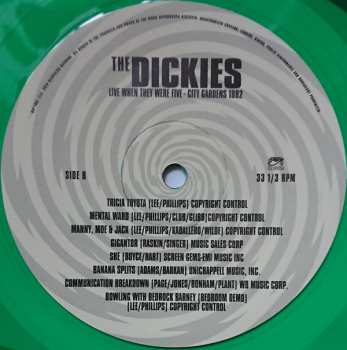 THE DICKIES
LIVE WHEN THEY WERE FIVE - CITY GARDENS 1982
SIDE B
33 1/3 RPM
TRICIA TOYOTA (LEE/PHILLIPS) COPYRIGHT CONTROL
MENTAL WARD (LEE/PHILLIPS/CLUB/GLIBB) COPYRIGHT CONTROL
MANNY, MOE & JACK (LEE/PHILLIPS/KABALLERO/WILDE) COPYRIGHT CONTROL
GIGANTOR (RASKIN/SINGER) MUSIC SALES CORP
SHE (BOYCE/HART) SCREEN GEMS-EMI MUSIC INC
BANANA SPLITS (ADAMS/BARKAN) UNICHAPPELL MUSIC, INC.
COMMUNICATION BREAKDOWN (PAGE/JONES/BONHAM/PLANT) WB MUSIC CORP.
BOWLING WITH BEDROCK BARNEY (BEDROOM DEMO)
(LEE/PHILLIPS) COPYRIGHT CONTROL